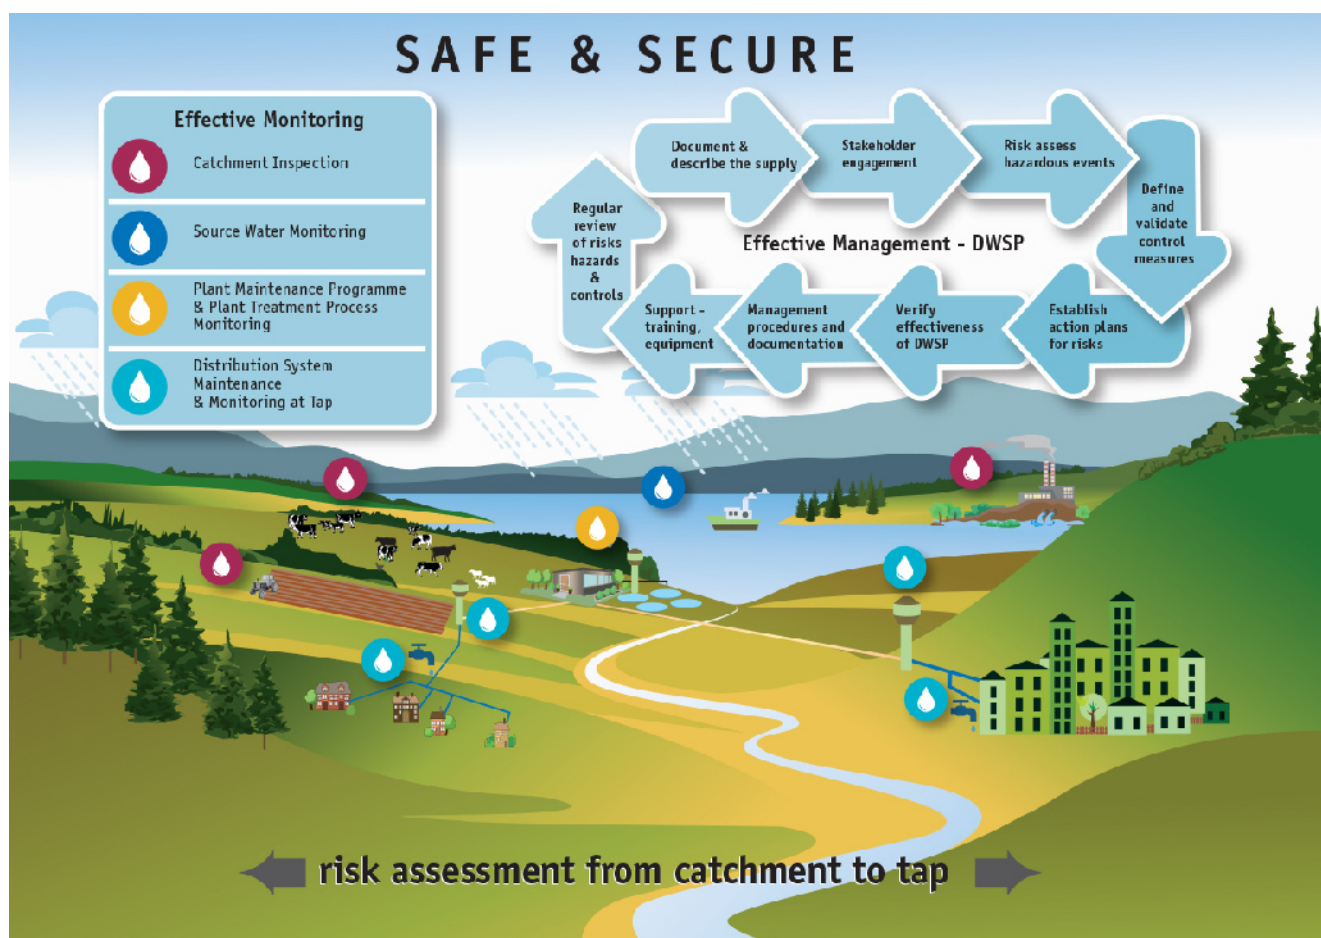 SAFE & SECURE
Effective Monitoring
Catchment Inspection
Source Water Monitoring
Plant Maintenance Programme
& Plant Treatment Process
Monitoring
Distribution System
Maintenance
& Monitoring at Tap
Document &
describe the supply
Stakeholder
engagement
Risk assess
hazardous events
Define
and
validate
control
measures
Establish
action plans
for risks
Verify
effectiveness
of DWSP
Management
procedures and
documentation
Support -
training,
equipment
Regular
review
of risks
hazards
&
controls
Effective Management - DWSP
risk assessment from catchment to tap